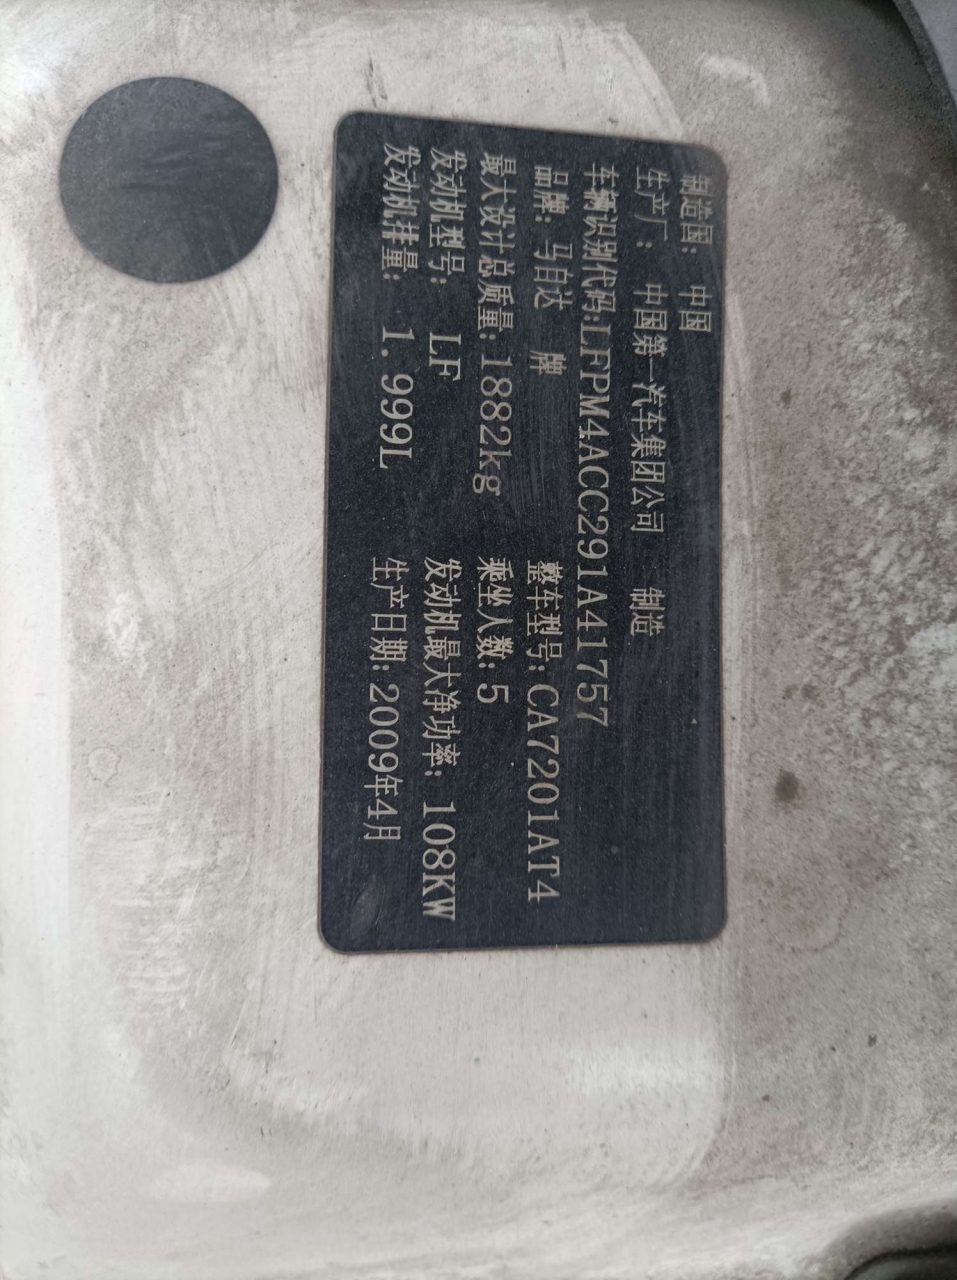 制造国： 中国
生产厂： 中国第一汽车集团公司 制造
车辆识别代码:LFPM4ACC291A41757
品牌： 马自达 牌 整车型号:CA7201AT4
最大设计总质量:1882kg 乘坐人数:5
发动机型号: LF 发动机最大净功率: 108KW
发动机排量: 1.999L 生产日期:2009年4月